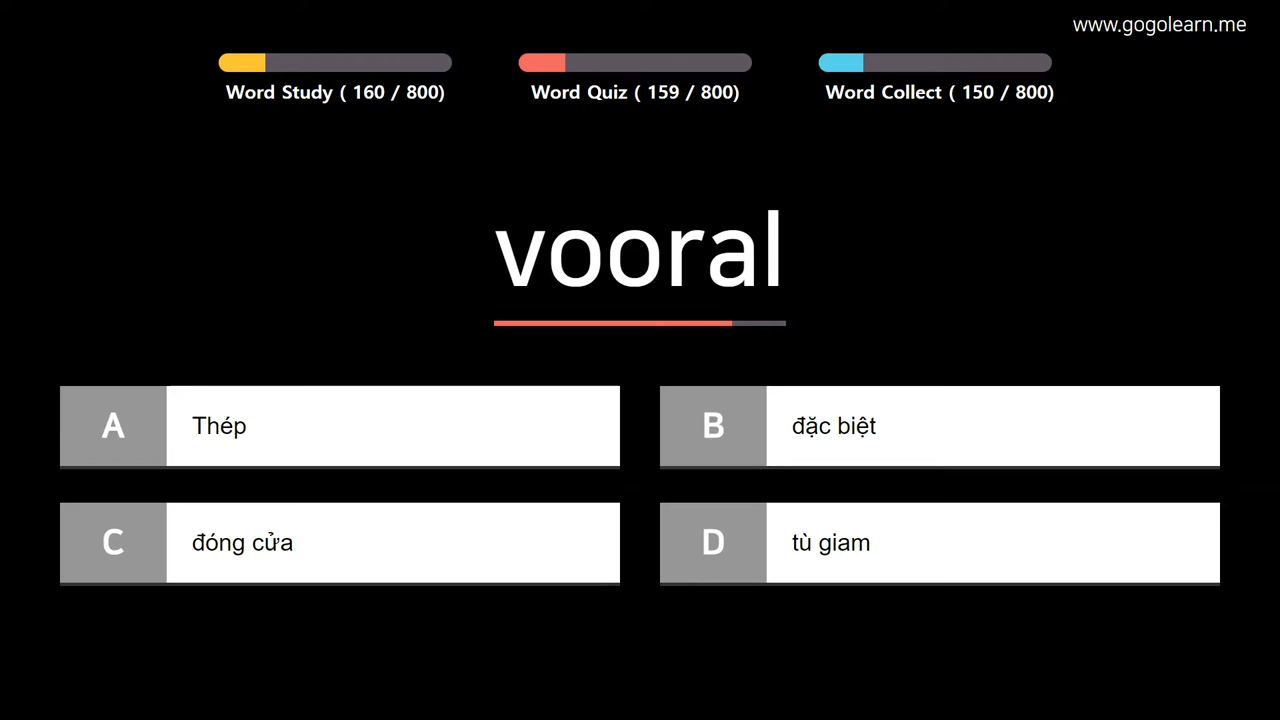 www.gogolearn.me
Word Study ( 160 / 800)
Word Quiz ( 159 / 800)
Word Collect ( 150 / 800)
vooral
A Thép
B đặc biệt
C đóng cửa
D tù giam